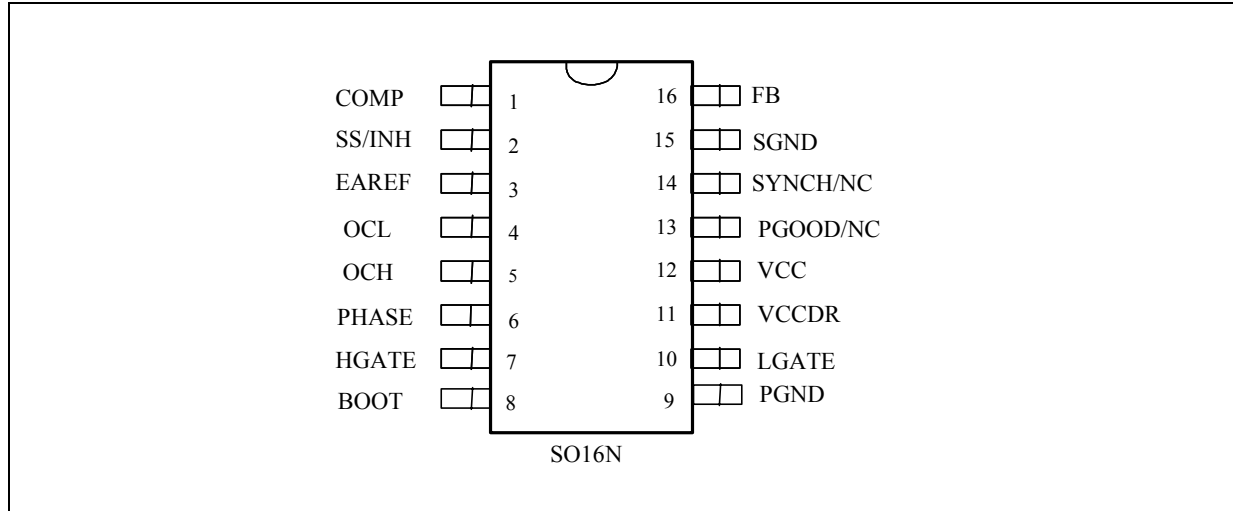 COMP 1 16 FB
SS/INH 2 15 SGND
EAREF 3 14 SYNCH/NC
OCL 4 13 PGOOD/NC
OCH 5 12 VCC
PHASE 6 11 VCCDR
HGATE 7 10 LGATE
BOOT 8 9 PGND
SO16N